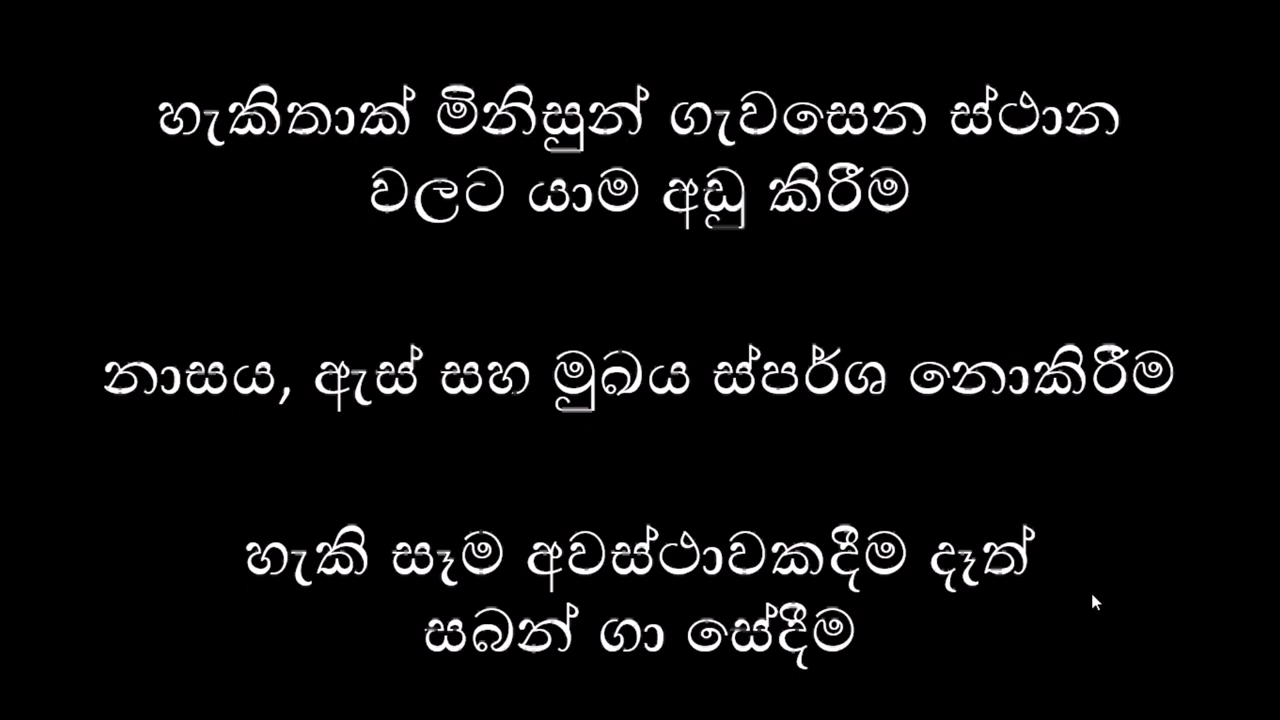 හැකිතාක් මිනිසුන් ගැවසෙන ස්ථාන
වලට යාම අඩු කිරීම
නාසය, ඇස් සහ මුඛය ස්පර්ශ නොකිරීම
හැකි සෑම අවස්ථාවකදීම දෑත්
සබන් ගා සේදීම